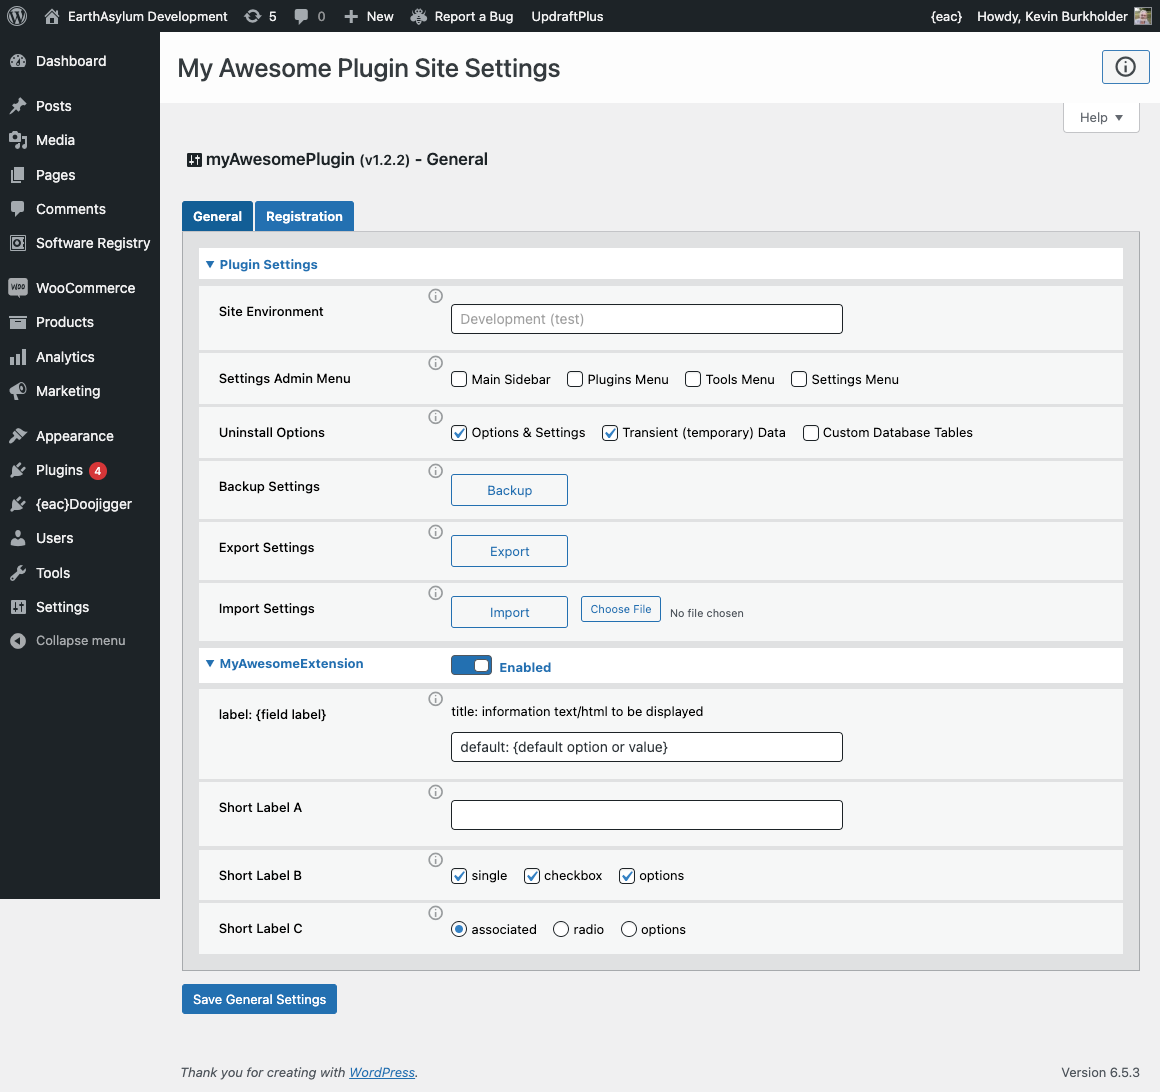 EarthAsylum Development 5 0 New Report a Bug UpdraftPlus {eac} Howdy, Kevin Burkholder
Dashboard
Posts
Media
Pages
Comments
Software Registry
WooCommerce
Products
Analytics
Marketing
Appearance
Plugins 4
{eac}Doojigger
Users
Tools
Settings
Collapse menu
My Awesome Plugin Site Settings
Help
myAwesomePlugin (v1.2.2) - General
General Registration
Plugin Settings
Site Environment Development (test)
Settings Admin Menu Main Sidebar Plugins Menu Tools Menu Settings Menu
Uninstall Options Options & Settings Transient (temporary) Data Custom Database Tables
Backup Settings Backup
Export Settings Export
Import Settings Import Choose File No file chosen
MyAwesomeExtension Enabled
label: {field label} title: information text/html to be displayed
default: {default option or value}
Short Label A
Short Label B single checkbox options
Short Label C associated radio options
Save General Settings
Thank you for creating with WordPress. Version 6.5.3